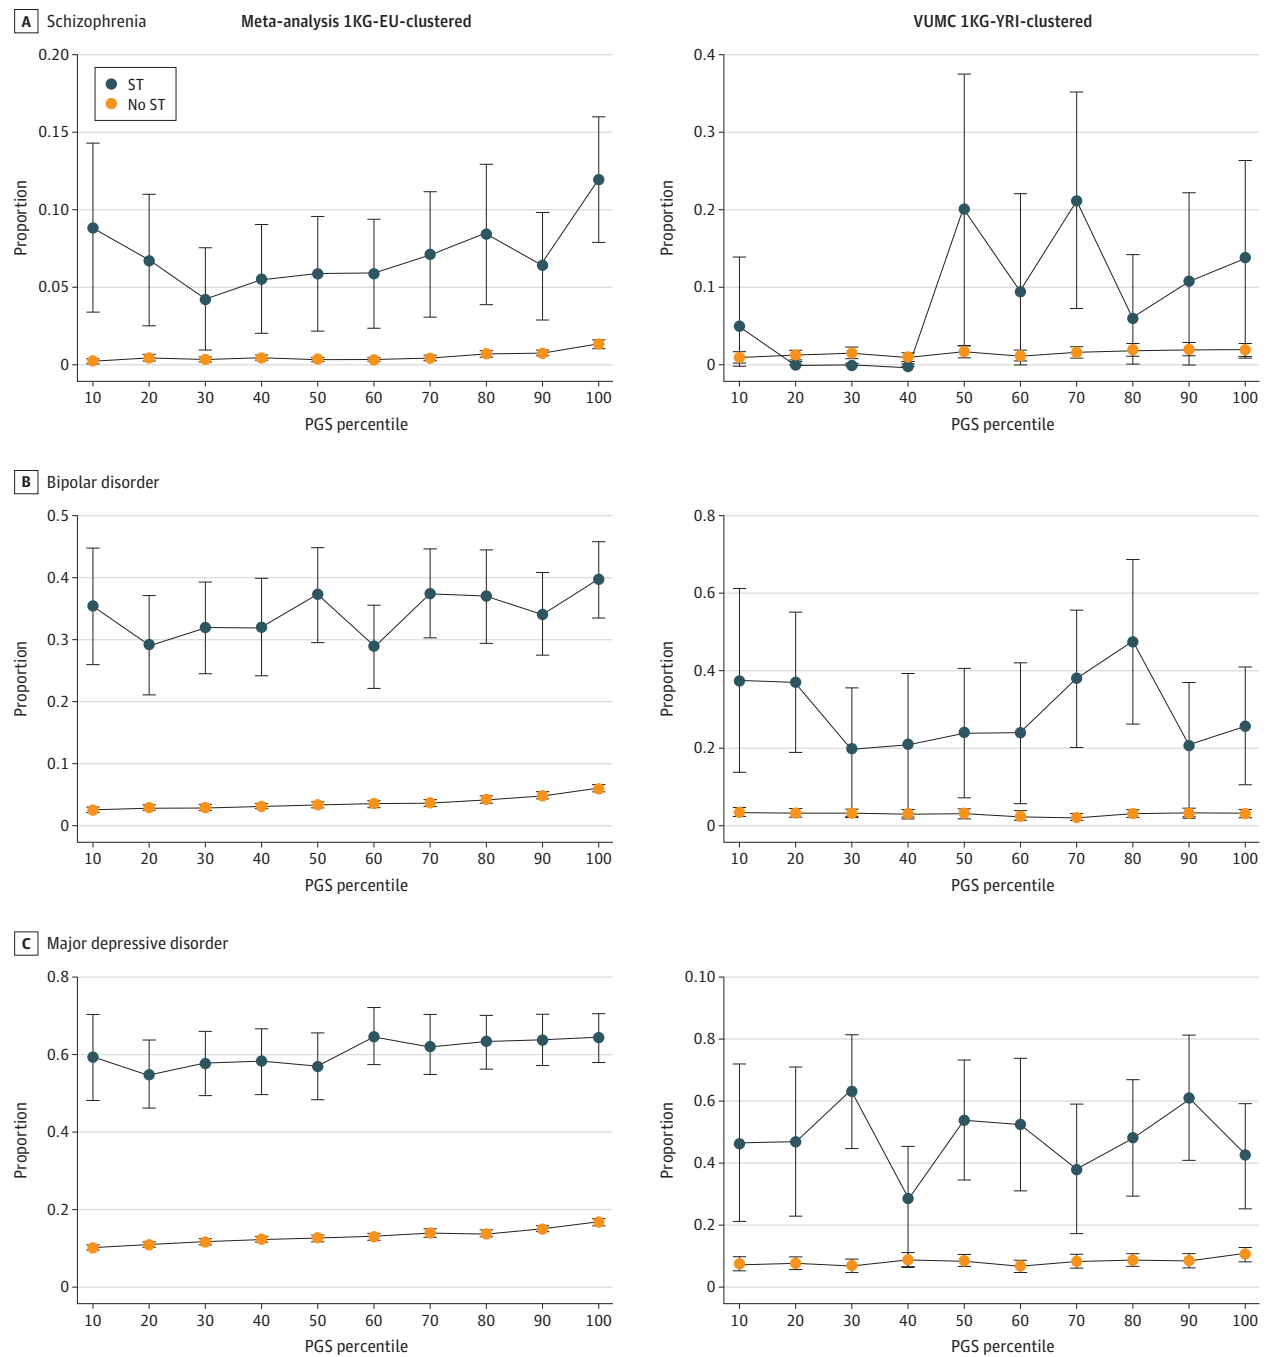 A Schizophrenia
Meta-analysis 1KG-EU-clustered
VUMC 1KG-YRI-clustered
ST
No ST
Proportion
0.20
0.15
0.10
0.05
0
10 20 30 40 50 60 70 80 90 100
PGS percentile
Proportion
0.4
0.3
0.2
0.1
0
10 20 30 40 50 60 70 80 90 100
PGS percentile
B Bipolar disorder
Proportion
0.5
0.4
0.3
0.2
0.1
0
10 20 30 40 50 60 70 80 90 100
PGS percentile
Proportion
0.8
0.6
0.4
0.2
0
10 20 30 40 50 60 70 80 90 100
PGS percentile
C Major depressive disorder
Proportion
0.8
0.6
0.4
0.2
0
10 20 30 40 50 60 70 80 90 100
PGS percentile
Proportion
0.10
0.8
0.6
0.4
0.2
0
10 20 30 40 50 60 70 80 90 100
PGS percentile